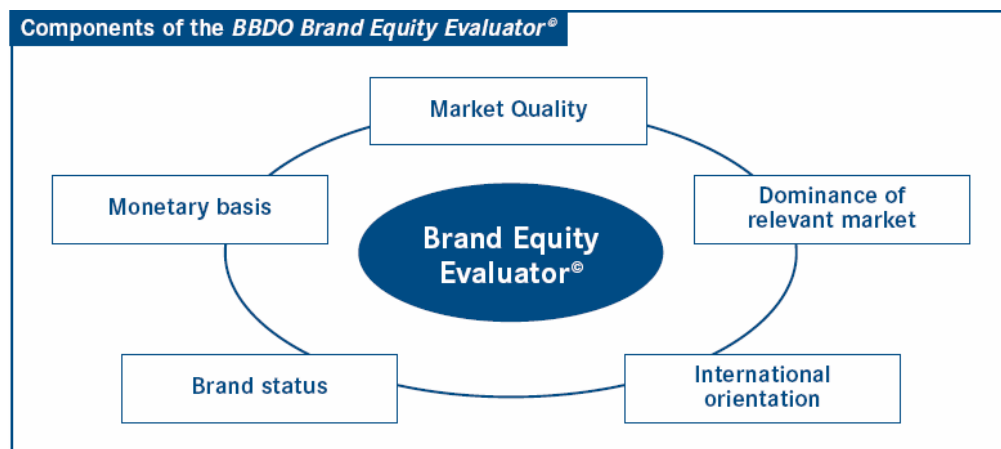 Components of the BBDO Brand Equity Evaluator©
Market Quality
Monetary basis
Dominance of
relevant market
Brand Equity
Evaluator©
Brand status
International
orientation